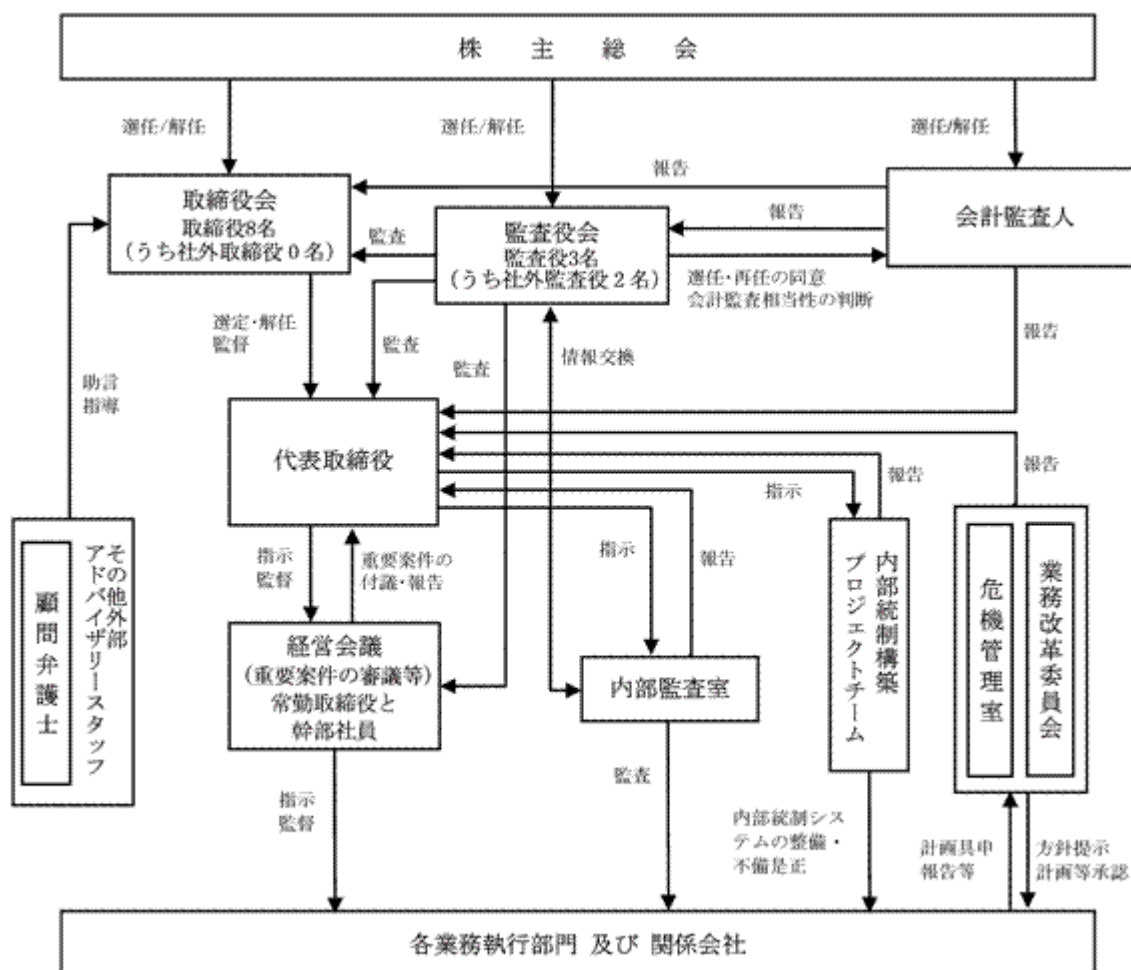 株主総会
選任/解任
選任/解任
選任/解任
報告
取締役会
取締役8名
(うち社外取締役0名)
監査
監査役会
監査役3名
(うち社外監査役2名)
報告
会計監査人
選任・再任の同意
会計監査相当性の判断
選定・解任
監督
監査
監査
情報交換
報告
助言
指導
代表取締役
報告
報告
指示
指示
報告
指示
監督
重要案件の
付議・報告
その他外部
アドバイザリースタッフ
顧問弁護士
経営会議
(重要案件の審議等)
常勤取締役と
幹部社員
内部監査室
内部統制構築
プロジェクトチーム
危機管理室
業務改革委員会
指示
監督
監査
内部統制シス
テムの整備・
不備是正
計画具申
報告等
方針提示
計画等承認
各業務執行部門 及び 関係会社